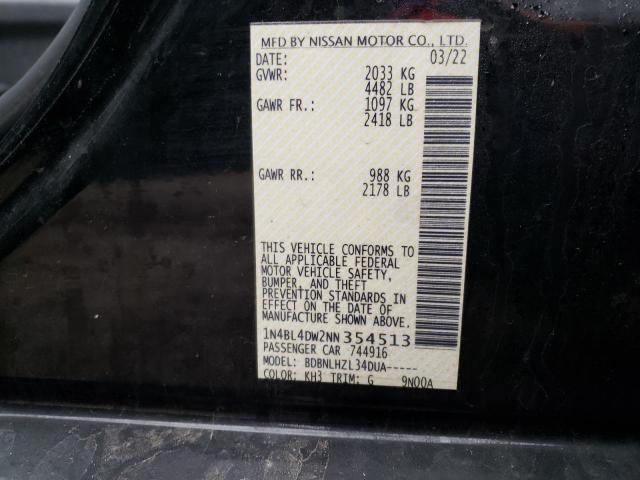 MFD BY NISSAN MOTOR CO., LTD.
DATE: 03/22
GVWR: 2033 KG
4482 LB
GAWR FR.: 1097 KG
2418 LB
GAWR RR.: 988 KG
2178 LB
THIS VEHICLE CONFORMS TO
ALL APPLICABLE FEDERAL
MOTOR VEHICLE SAFETY,
BUMPER, AND THEFT
PREVENTION STANDARDS IN
EFFECT ON THE DATE OF
MANUFACTURE SHOWN ABOVE.
1N4BL4DW2NN354513
PASSENGER CAR 744916
MODEL: BDBNLHZL34DUA-----
COLOR: KH3 TRIM: G 9N00A